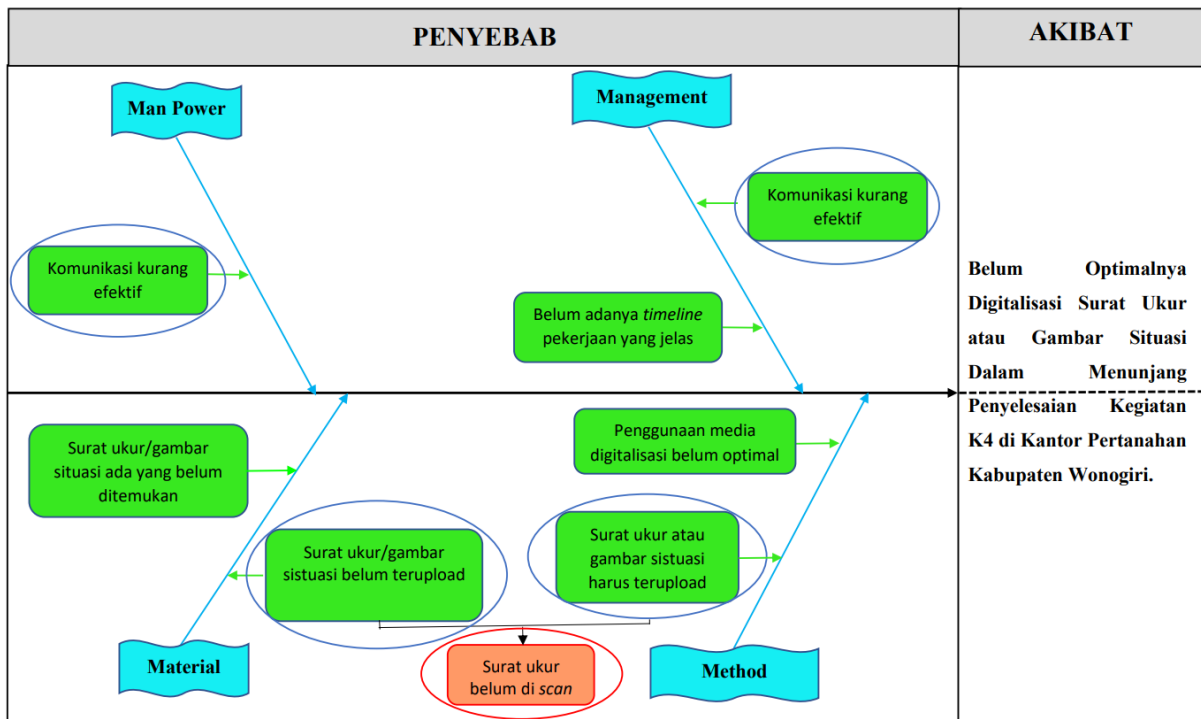 PENYEBAB
AKIBAT
Man Power
Management
Komunikasi kurang
efektif
Komunikasi kurang
efektif
Belum adanya timeline
pekerjaan yang jelas
Belum Optimalnya
Digitalisasi Surat Ukur
atau Gambar Situasi
Dalam Menunjang
Penyelesaian Kegiatan
K4 di Kantor Pertanahan
Kabupaten Wonogiri.
Surat ukur/gambar
situasi ada yang belum
ditemukan
Penggunaan media
digitalisasi belum optimal
Surat ukur/gambar
sistuasi belum terupload
Surat ukur atau
gambar sistuasi
harus terupload
Material
Surat ukur
belum di scan
Method